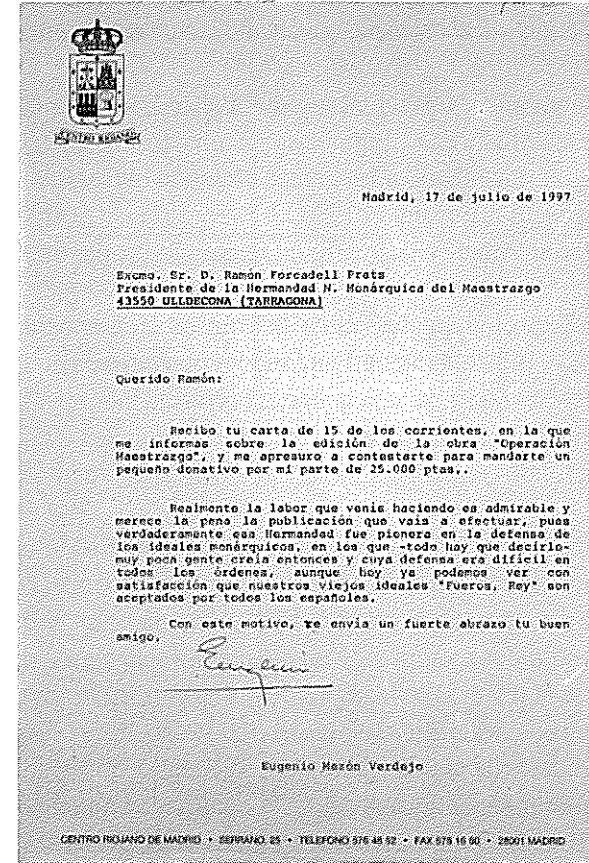 CENTRO RIOJANO
Madrid, 17 de julio de 1997
Excmo. Sr. D. Ramón Forcadell Prats
Presidente de la Hermandad N. Monárquica del Maestrazgo
43550 ULLDECONA (TARRAGONA)
Querido Ramón:
Recibo tu carta de 15 de los corrientes, en la que
me informas sobre la edición de la obra "Operación
Maestrazgo", y me apresuro a contestarte para mandarte un
pequeño donativo por mi parte de 25.000 ptas,.
Realmente la labor que venis haciendo es admirable y
merece la pena la publicación que vais a efectuar, pues
verdaderamente esa Hermandad fue pionera en la defensa de
los ideales monárquicos, en los que -todo hay que decirlo-
muy poca gente creía entonces y cuya defensa era difícil en
todos los órdenes, aunque hoy ya podemos ver con
satisfacción que nuestros viejos ideales "Fueros, Rey" son
aceptados por todos los españoles.
Con este motivo, te envia un fuerte abrazo tu buen
amigo,
Eugenio
Eugenio Mazón Verdejo
CENTRO RIOJANO DE MADRID • SERRANO, 25 • TELEFONO 576 48 52 • FAX 578 16 60 • 28001 MADRID